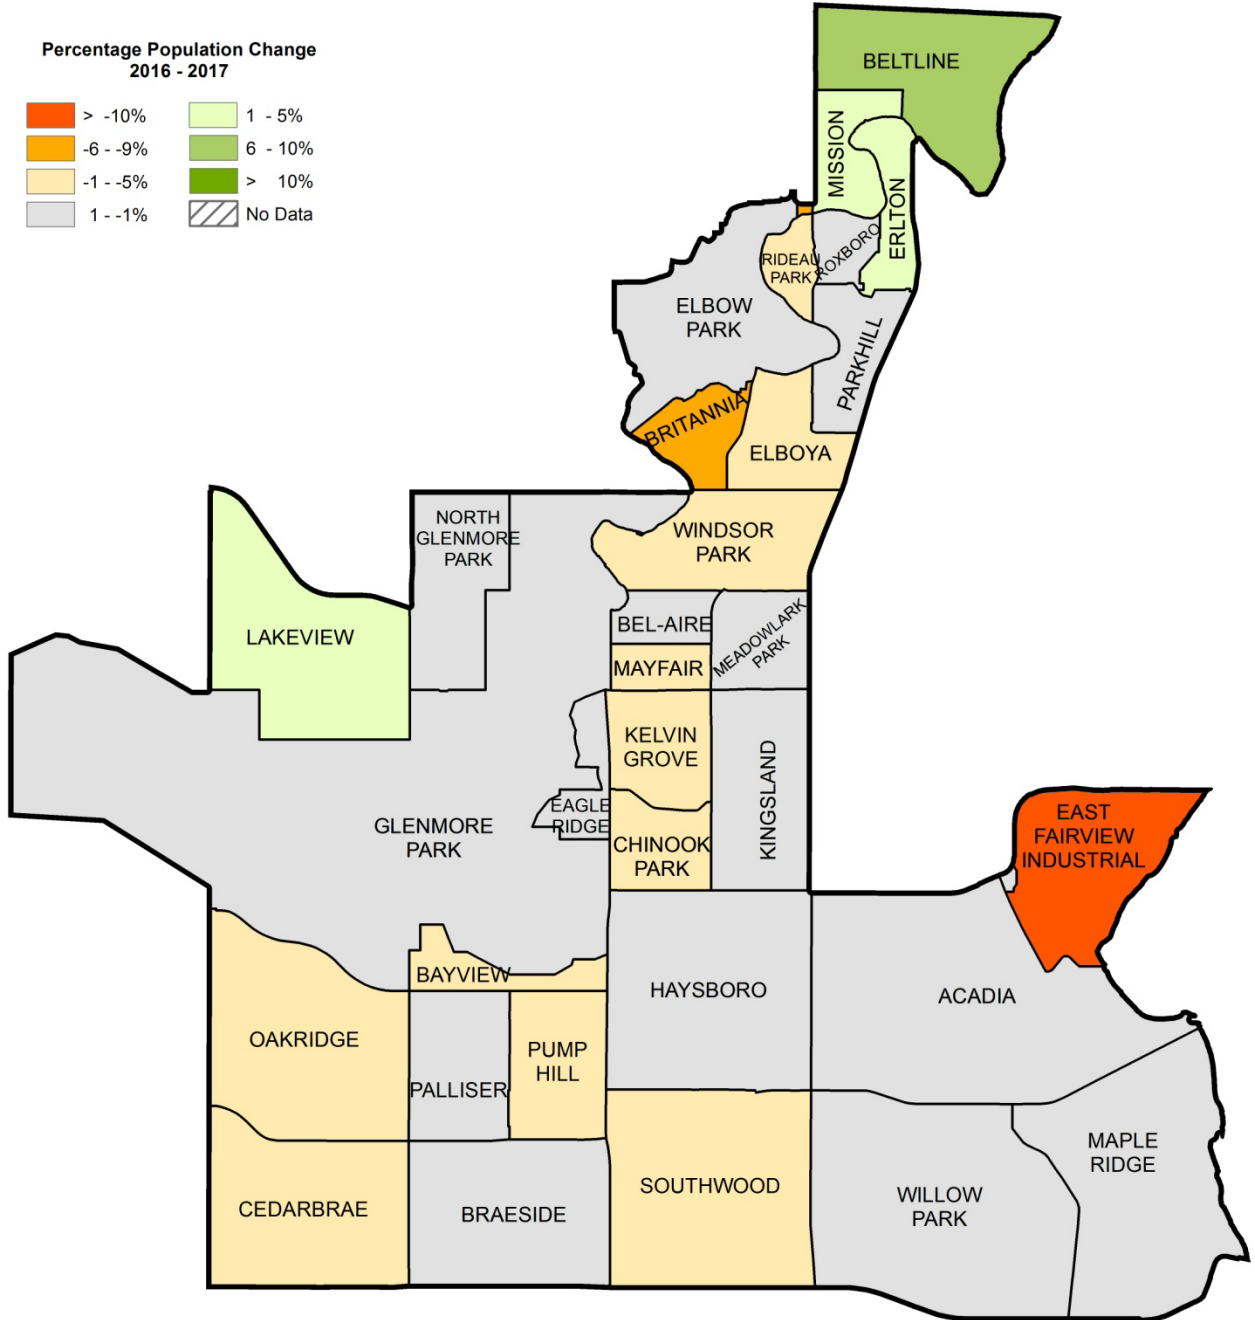 Percentage Population Change
2016 - 2017
> -10%
-6 - -9%
-1 - -5%
1 - -1%
1 - 5%
6 - 10%
> 10%
No Data
BELTLINE
MISSION
ERLTON
ROXBORO
RIDEAU
PARK
ELBOW
PARK
PARKHILL
BRITANNIA
ELBOYA
NORTH
GLENMORE
PARK
WINDSOR
PARK
LAKEVIEW
BEL-AIRE
MEADOWLARK
PARK
MAYFAIR
KELVIN
GROVE
KINGSLAND
EAGLE
RIDGE
GLENMORE
PARK
CHINOOK
PARK
EAST
FAIRVIEW
INDUSTRIAL
BAYVIEW
HAYSBORO
ACADIA
OAKRIDGE
PUMP
HILL
PALLISER
MAPLE
RIDGE
CEDARBRAE
BRAESIDE
SOUTHWOOD
WILLOW
PARK